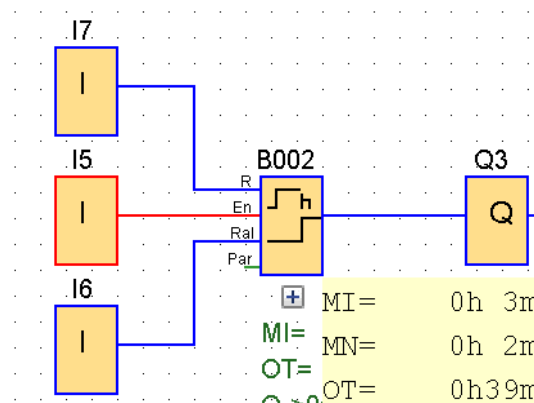 I7
I
I5
I
I6
I
R
En
Ral
Par
B002
h
Q3
Q
MI= 0h 3m
MN= 0h 2m
OT= 0h39m
MI=
OT=